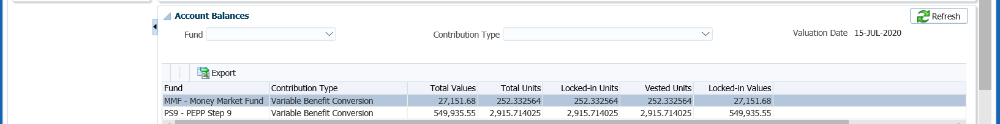 Account Balances
Refresh
Fund
Contribution Type
Valuation Date 15-JUL-2020
Export
Fund Contribution Type Total Values Total Units Locked-in Units Vested Units Locked-in Values
MMF - Money Market Fund Variable Benefit Conversion 27,151.68 252.332564 252.332564 252.332564 27,151.68
PS9 - PEPP Step 9 Variable Benefit Conversion 549,935.55 2,915.714025 2,915.714025 2,915.714025 549,935.55